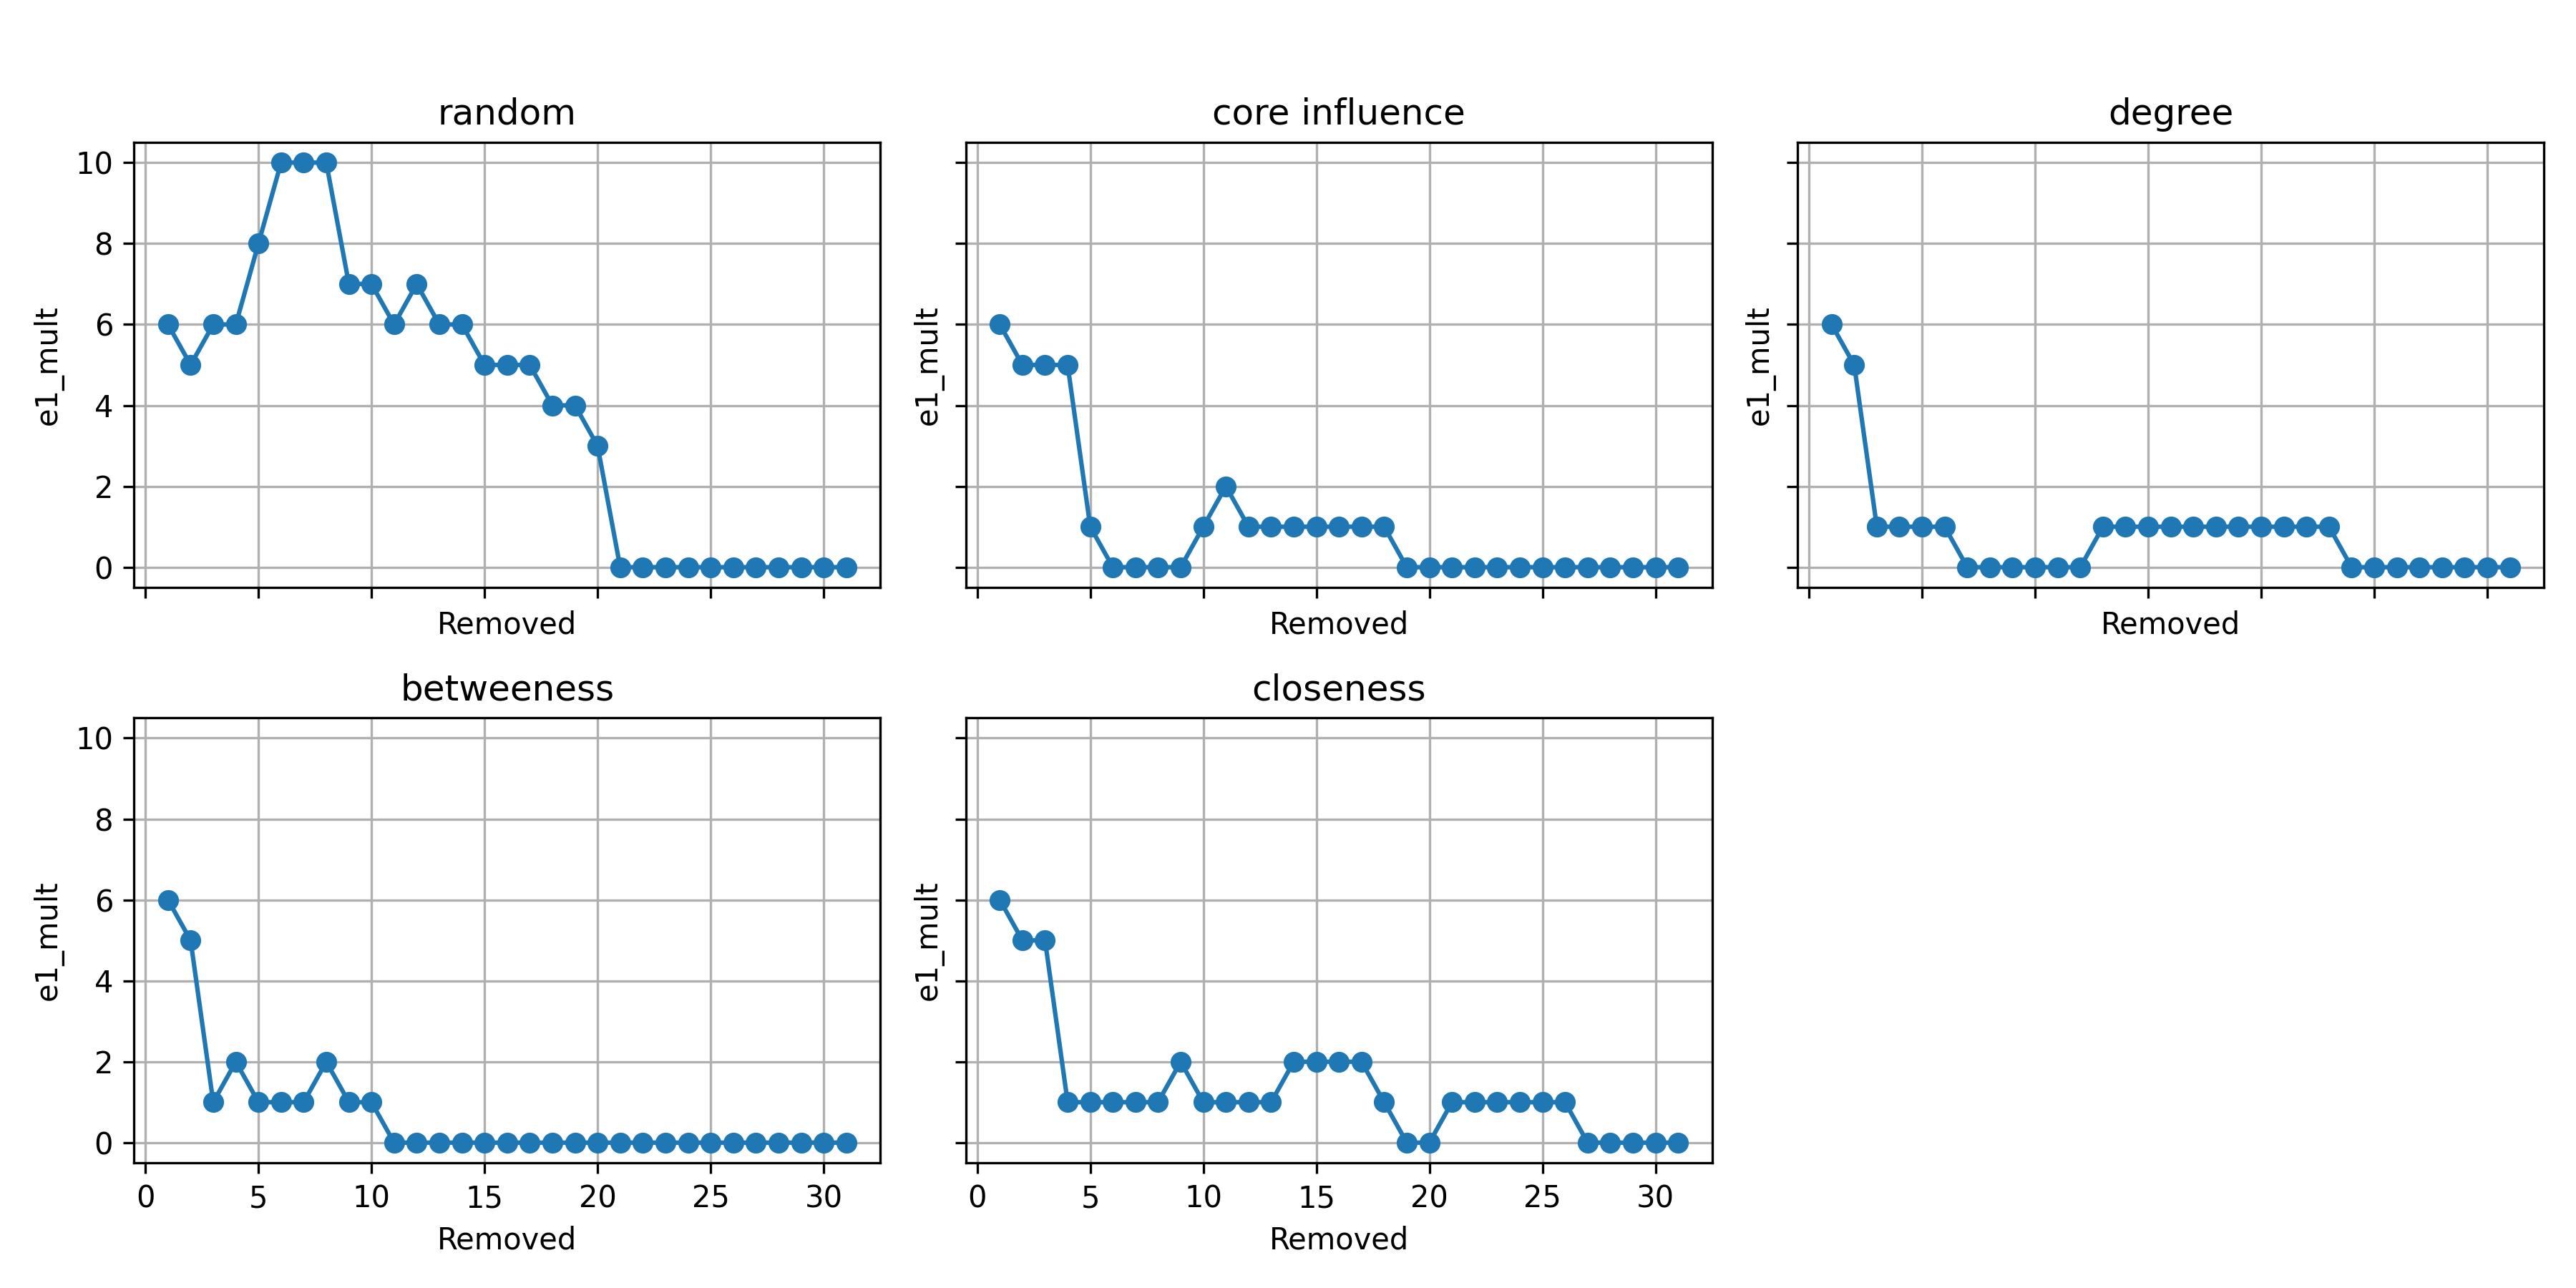 random
core influence
degree
10
8
6
4
2
0
e1_mult
e1_mult
e1_mult
Removed
Removed
Removed
betweeness
closeness
10
8
6
4
2
0
e1_mult
e1_mult
0 5 10 15 20 25 30
0 5 10 15 20 25 30
Removed
Removed